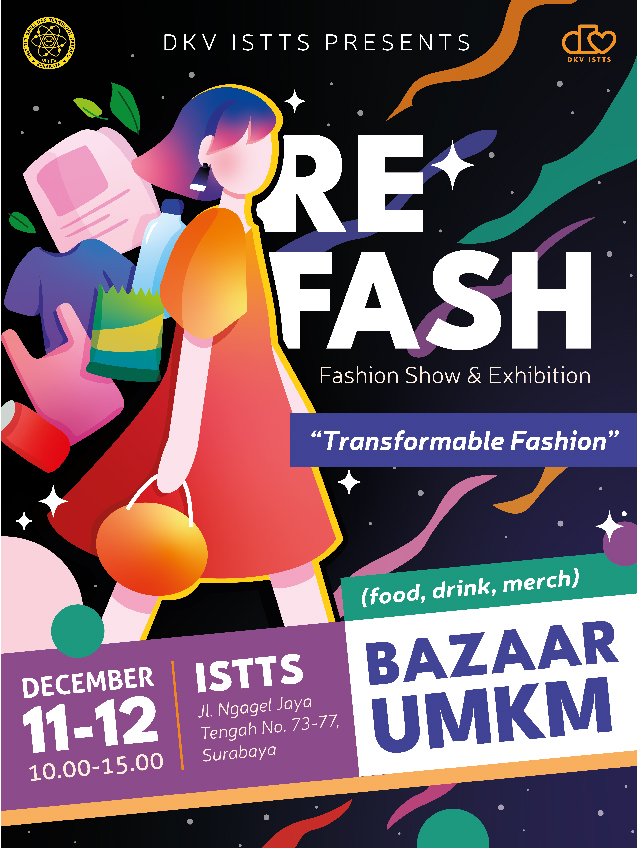 DKV ISTTS PRESENTS
DKV ISTTS
RE
FASH
Fashion Show & Exhibition
“Transformable Fashion”
(food, drink, merch)
BAZAAR
UMKM
DECEMBER
11-12
10.00-15.00
ISTTS
Jl. Ngagel Jaya
Tengah No. 73-77,
Surabaya